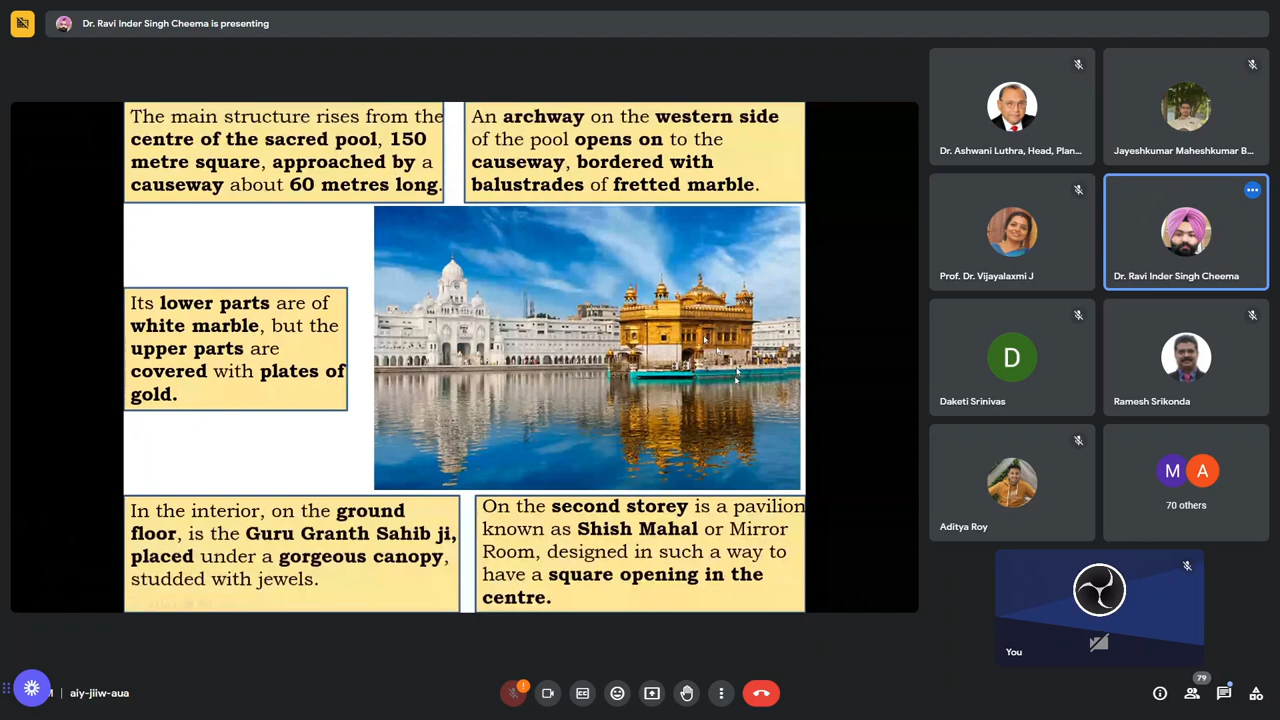 Dr. Ravi Inder Singh Cheema is presenting
The main structure rises from the
centre of the sacred pool, 150
metre square, approached by a
causeway about 60 metres long.
An archway on the western side
of the pool opens on to the
causeway, bordered with
balustrades of fretted marble.
Its lower parts are of
white marble, but the
upper parts are
covered with plates of
gold.
In the interior, on the ground
floor, is the Guru Granth Sahib ji,
placed under a gorgeous canopy,
studded with jewels.
On the second storey is a pavilion
known as Shish Mahal or Mirror
Room, designed in such a way to
have a square opening in the
centre.
Dr. Ashwani Luthra, Head, Plan...
Jayeshkumar Maheshkumar B...
Prof. Dr. Vijayalaxmi J
Dr. Ravi Inder Singh Cheema
D
Daketi Srinivas
Ramesh Srikonda
Aditya Roy
M A
70 others
You
M | aiy-jiiw-aua
79